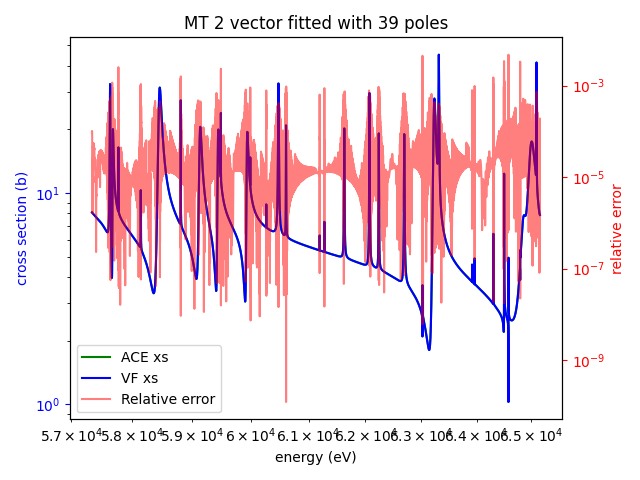 MT 2 vector fitted with 39 poles
cross section (b)
10¹
10⁰
10⁻³
10⁻⁵
10⁻⁷
10⁻⁹
relative error
ACE xs
VF xs
Relative error
5.7 × 10⁴ 5.8 × 10⁴ 5.9 × 10⁴ 6 × 10⁴ 6.1 × 10⁴ 6.2 × 10⁴ 6.3 × 10⁴ 6.4 × 10⁴ 6.5 × 10⁴
energy (eV)